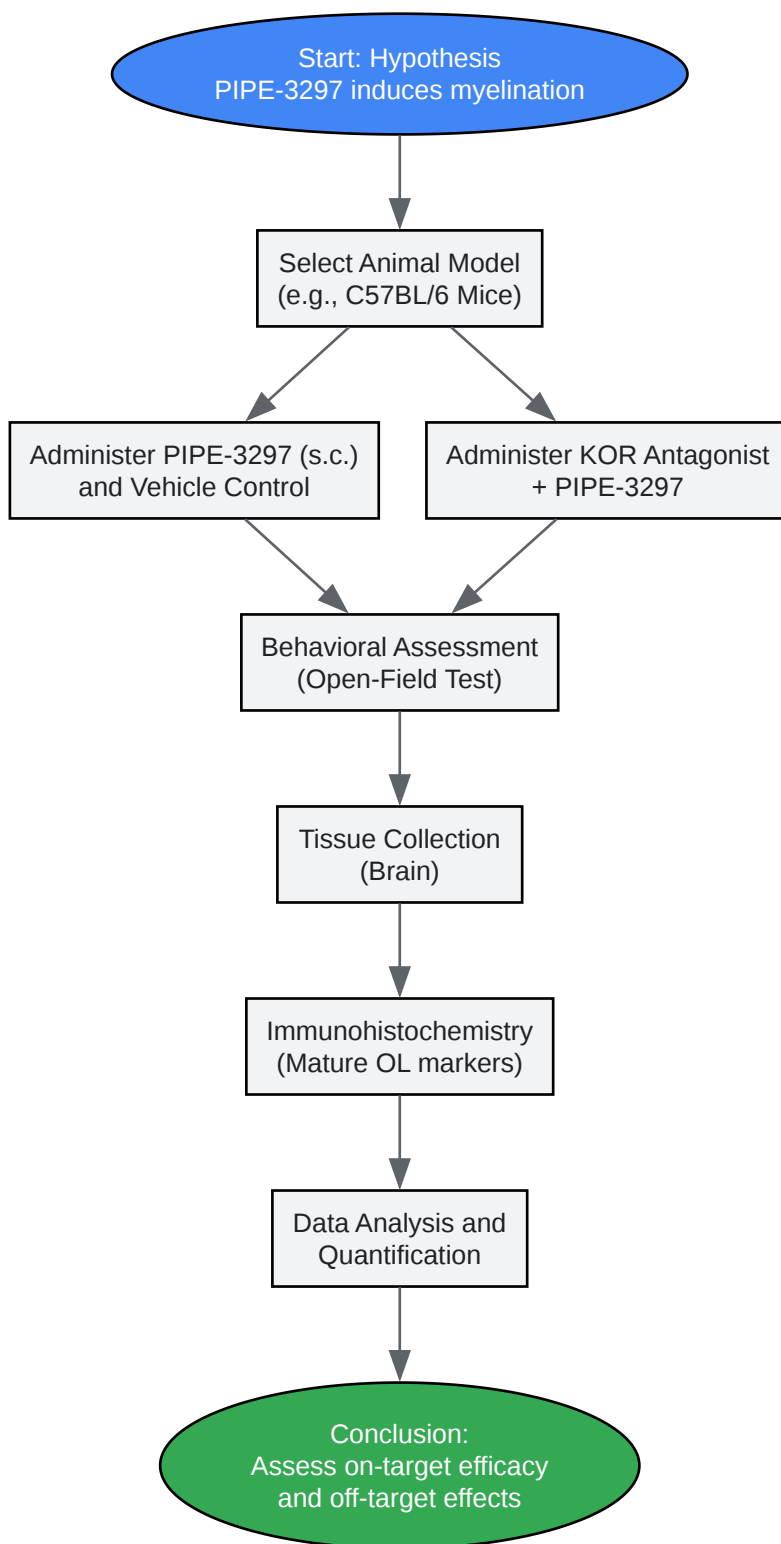 Start: Hypothesis
PIPE-3297 induces myelination
Select Animal Model
(e.g., C57BL/6 Mice)
Administer PIPE-3297 (s.c.)
and Vehicle Control
Administer KOR Antagonist
+ PIPE-3297
Behavioral Assessment
(Open-Field Test)
Tissue Collection
(Brain)
Immunohistochemistry
(Mature OL markers)
Data Analysis and
Quantification
Conclusion:
Assess on-target efficacy
and off-target effects